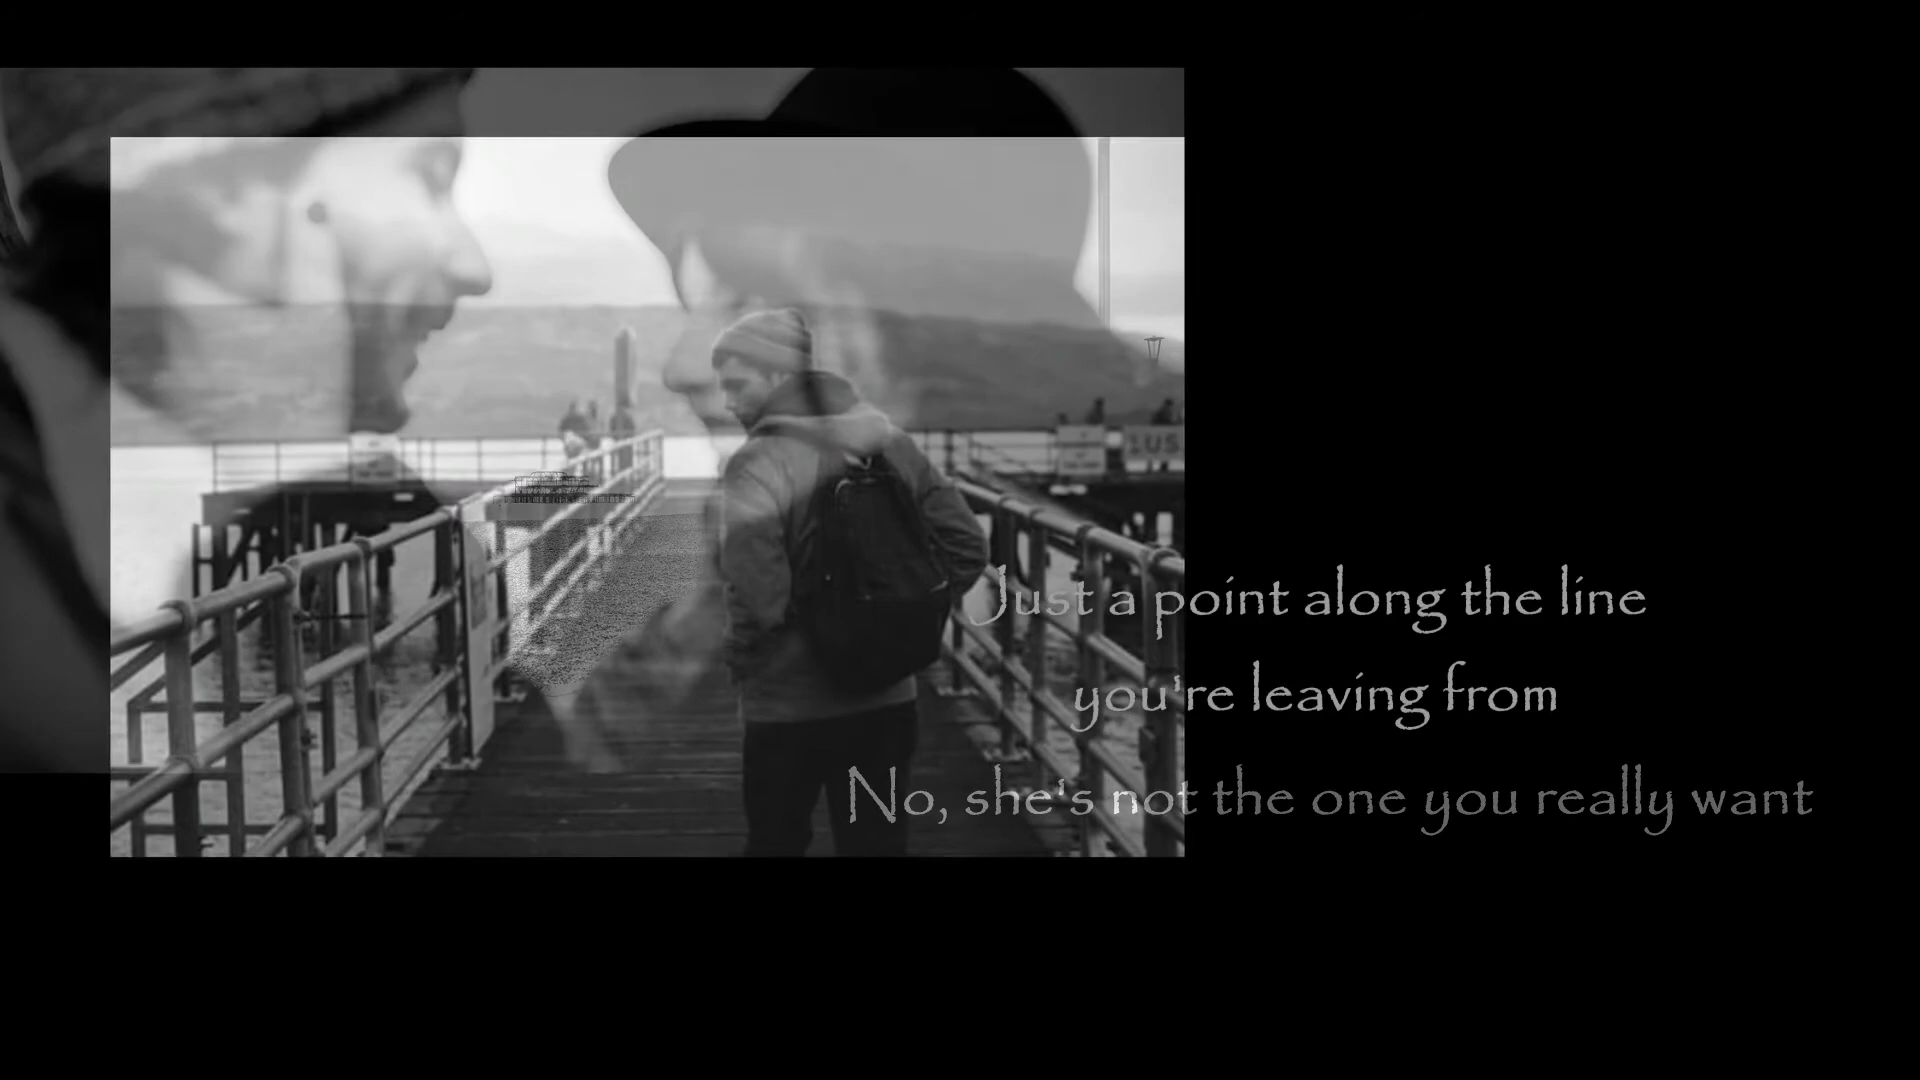 Just a point along the line
you're leaving from
No, she's not the one you really want